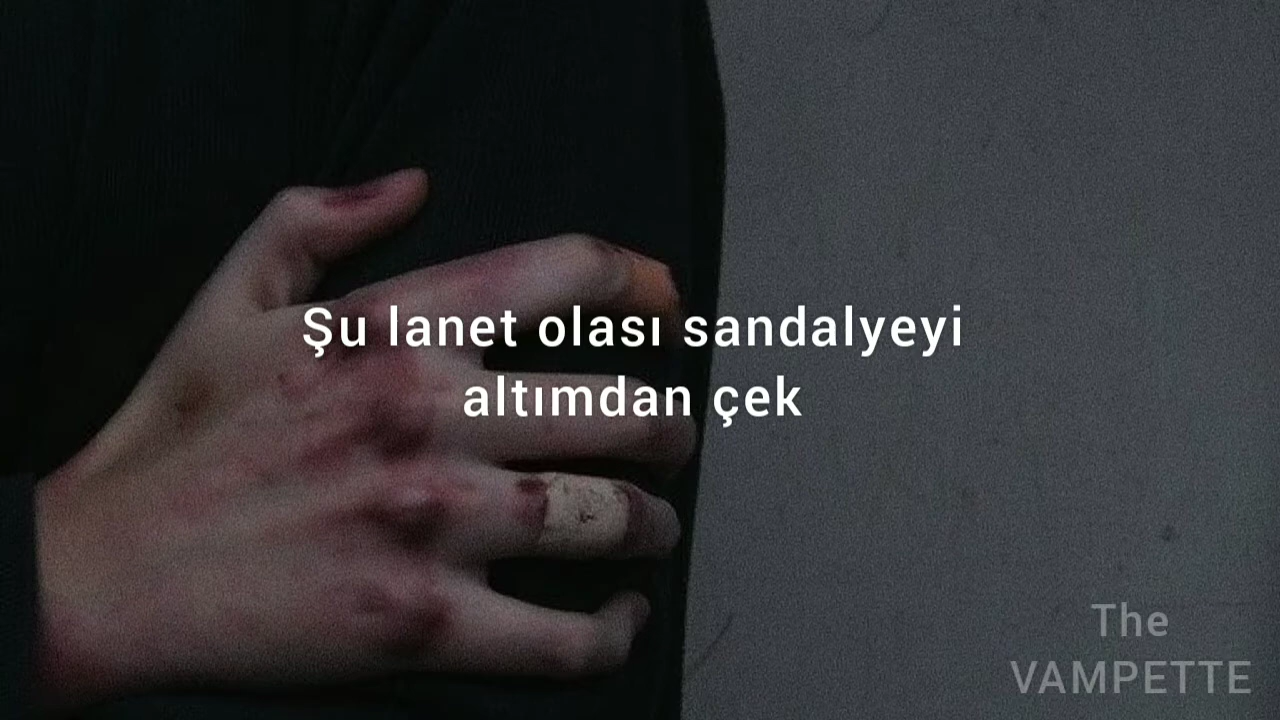 Şu lanet olası sandalyeyi
altımdan çek
The
VAMPETTE